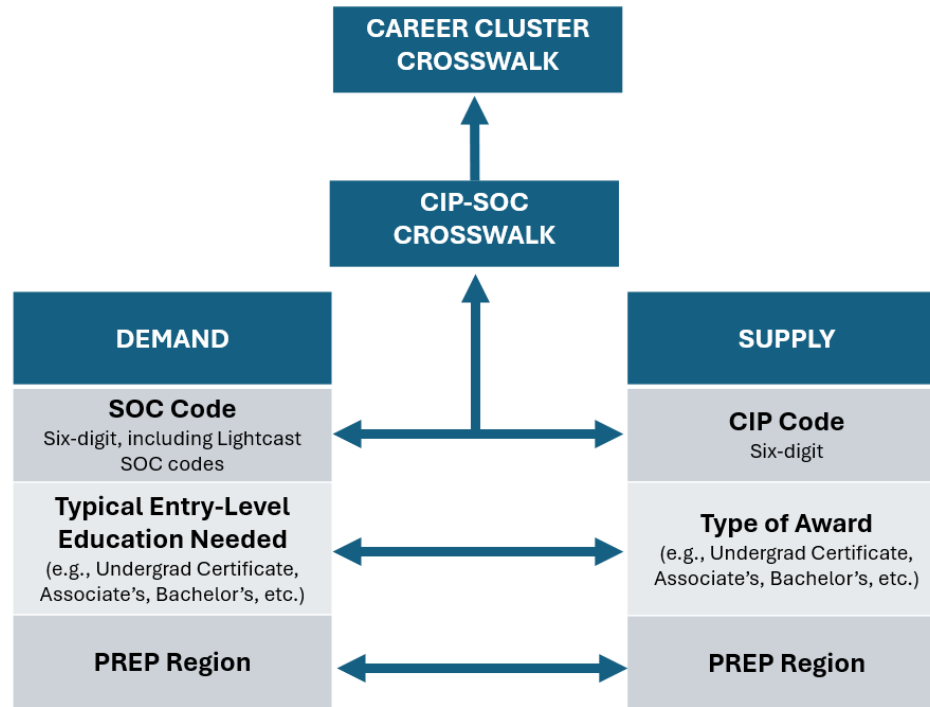 CAREER CLUSTER
CROSSWALK
CIP-SOC
CROSSWALK
DEMAND
SOC Code
Six-digit, including Lightcast
SOC codes
Typical Entry-Level
Education Needed
(e.g., Undergrad Certificate,
Associate’s, Bachelor’s, etc.)
PREP Region
SUPPLY
CIP Code
Six-digit
Type of Award
(e.g., Undergrad Certificate,
Associate’s, Bachelor’s, etc.)
PREP Region